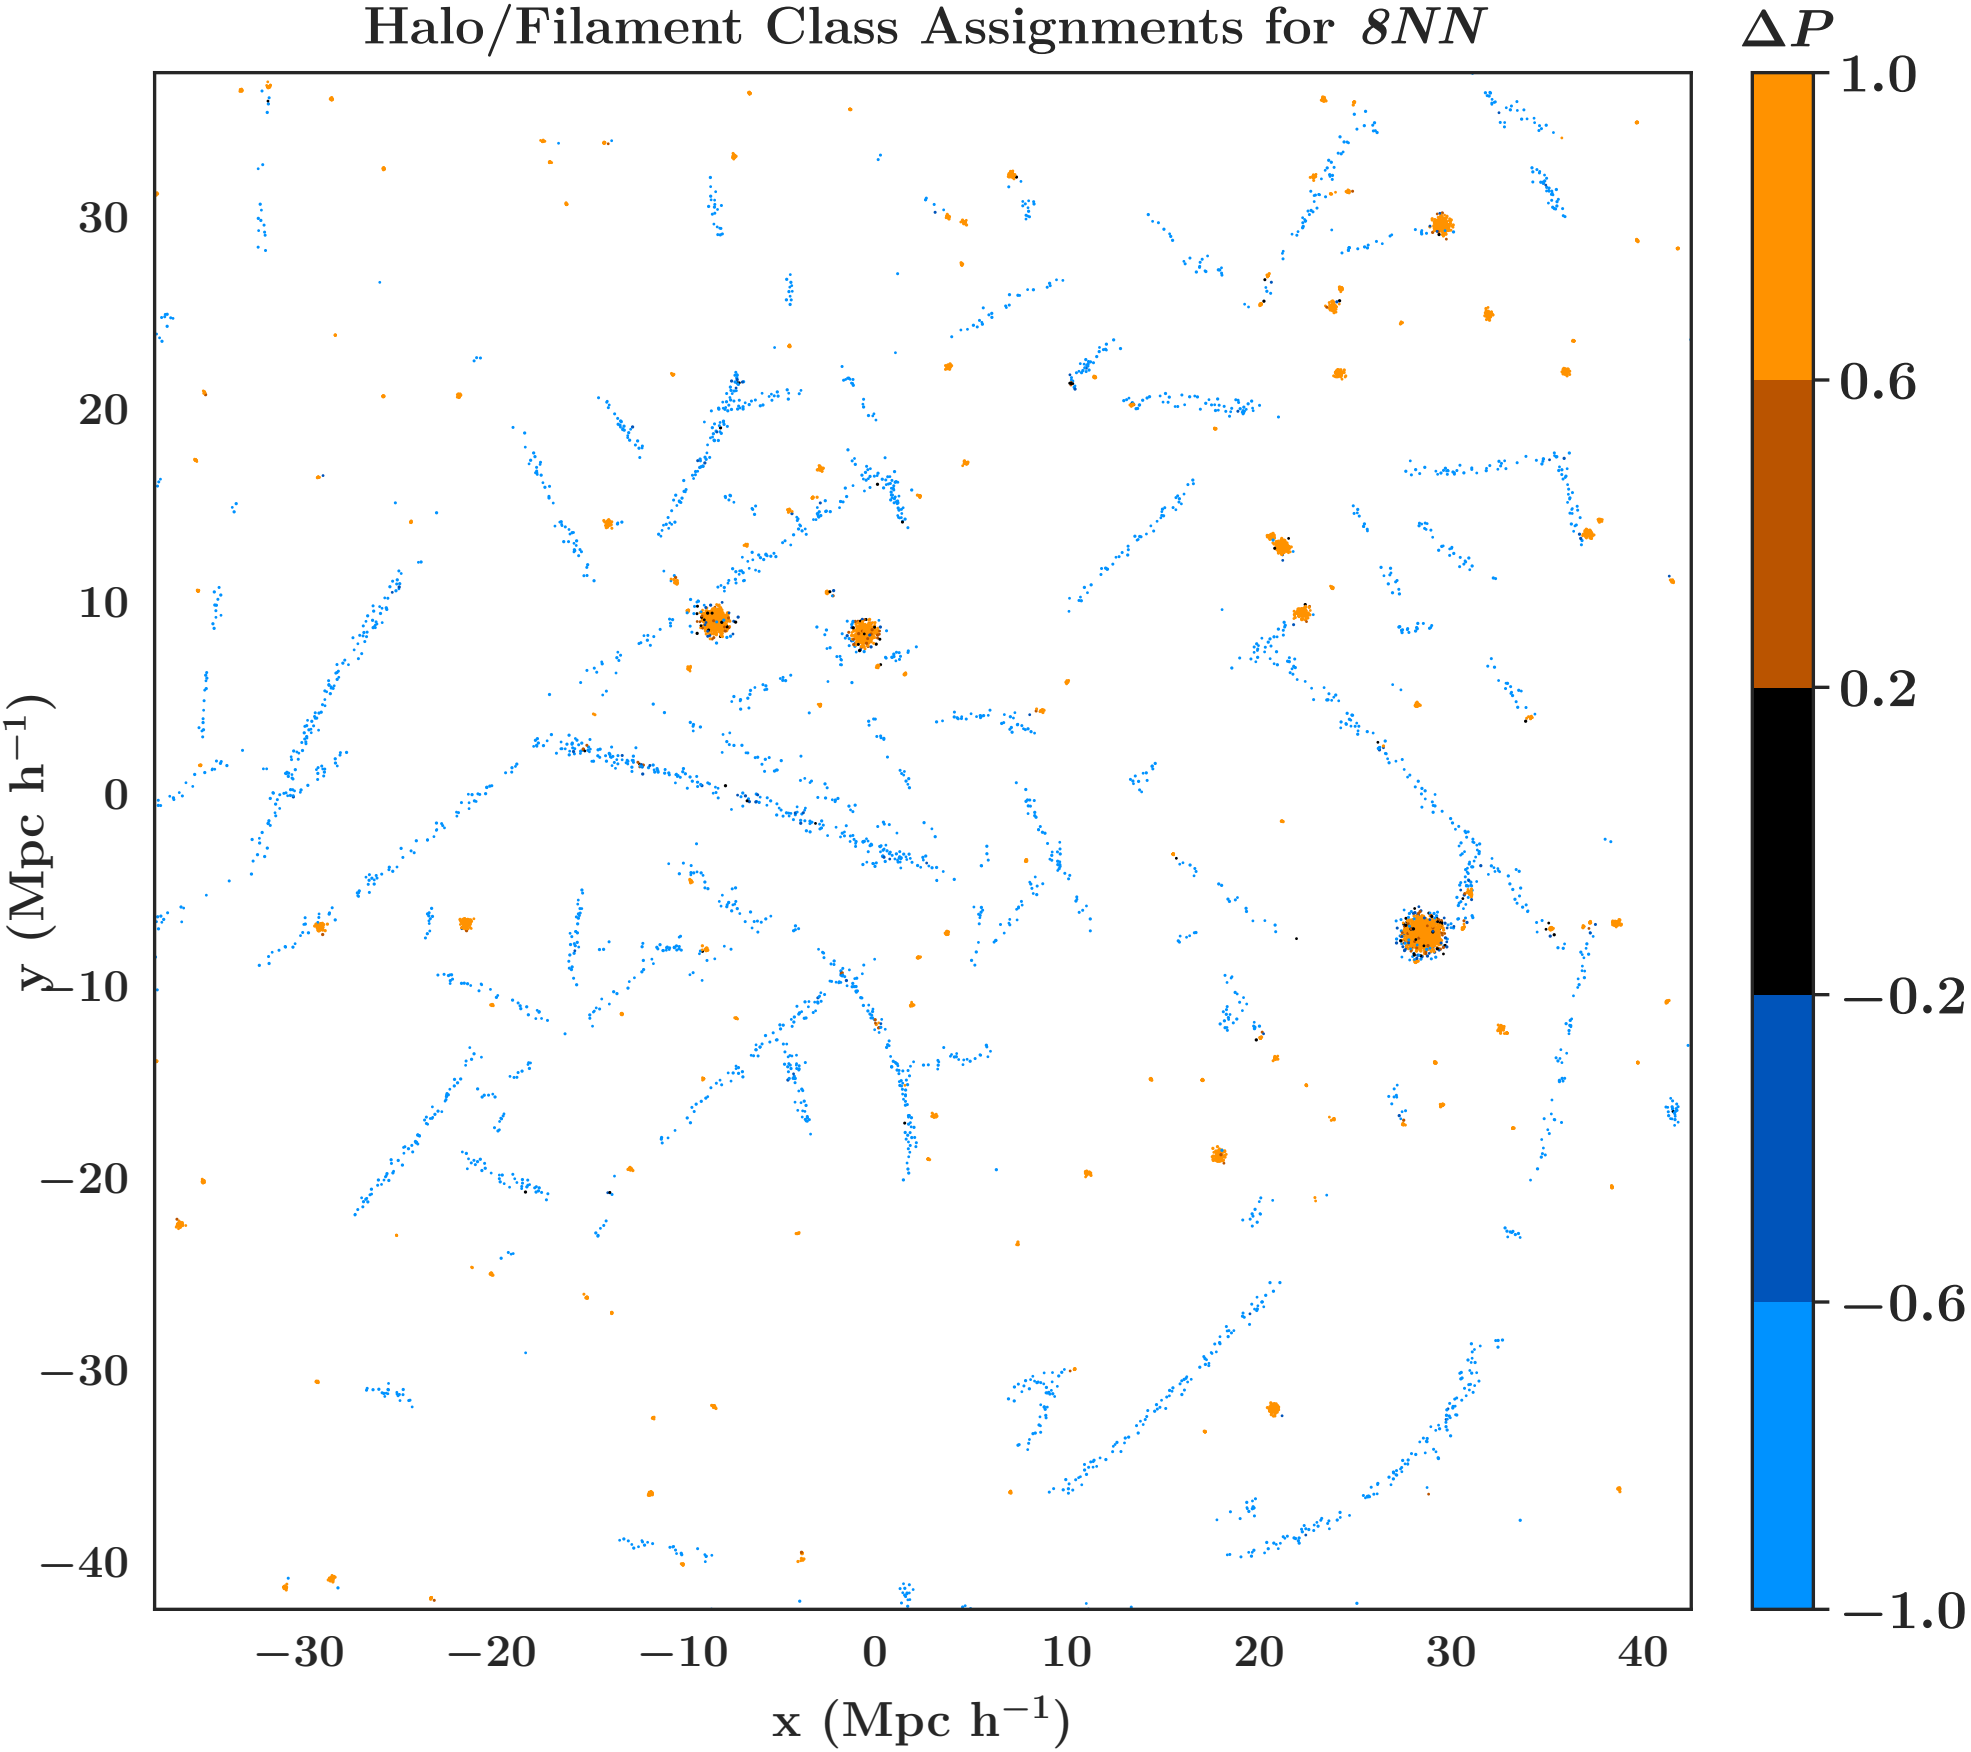 Halo/Filament Class Assignments for 8NN
ΔP
1.0
0.6
0.2
−0.2
−0.6
−1.0
30
20
10
0
−10
−20
−30
−40
y (Mpc h⁻¹)
−30 −20 −10 0 10 20 30 40
x (Mpc h⁻¹)